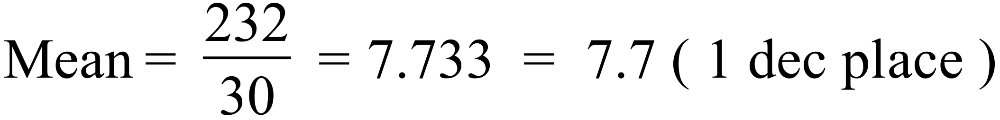 Mean = 232/30 = 7.733 = 7.7 ( 1 dec place )